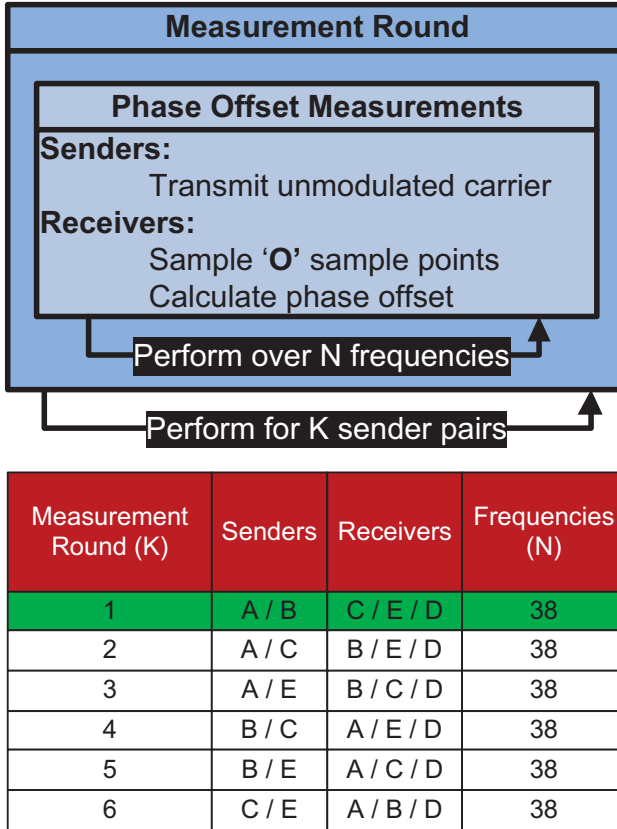 Measurement Round
Phase Offset Measurements
Senders:
Transmit unmodulated carrier
Receivers:
Sample ‘O’ sample points
Calculate phase offset
Perform over N frequencies
Perform for K sender pairs
Measurement Round (K) Senders Receivers Frequencies (N)
1 A / B C / E / D 38
2 A / C B / E / D 38
3 A / E B / C / D 38
4 B / C A / E / D 38
5 B / E A / C / D 38
6 C / E A / B / D 38